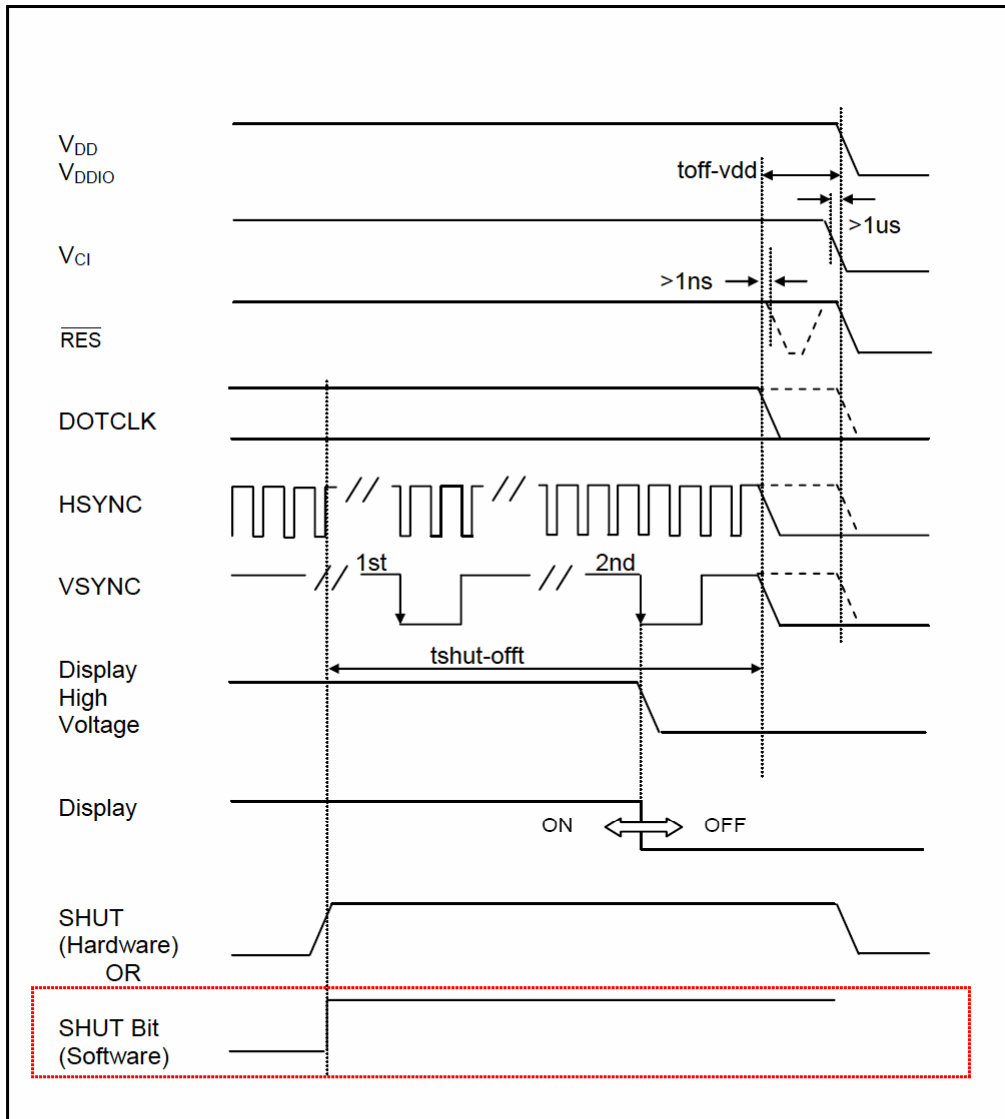 VDD
VDDIO
toff-vdd
>1us
VCI
>1ns
RES
DOTCLK
HSYNC
VSYNC
1st
2nd
tshut-offt
Display
High
Voltage
Display
ON
OFF
SHUT
(Hardware)
OR
SHUT Bit
(Software)